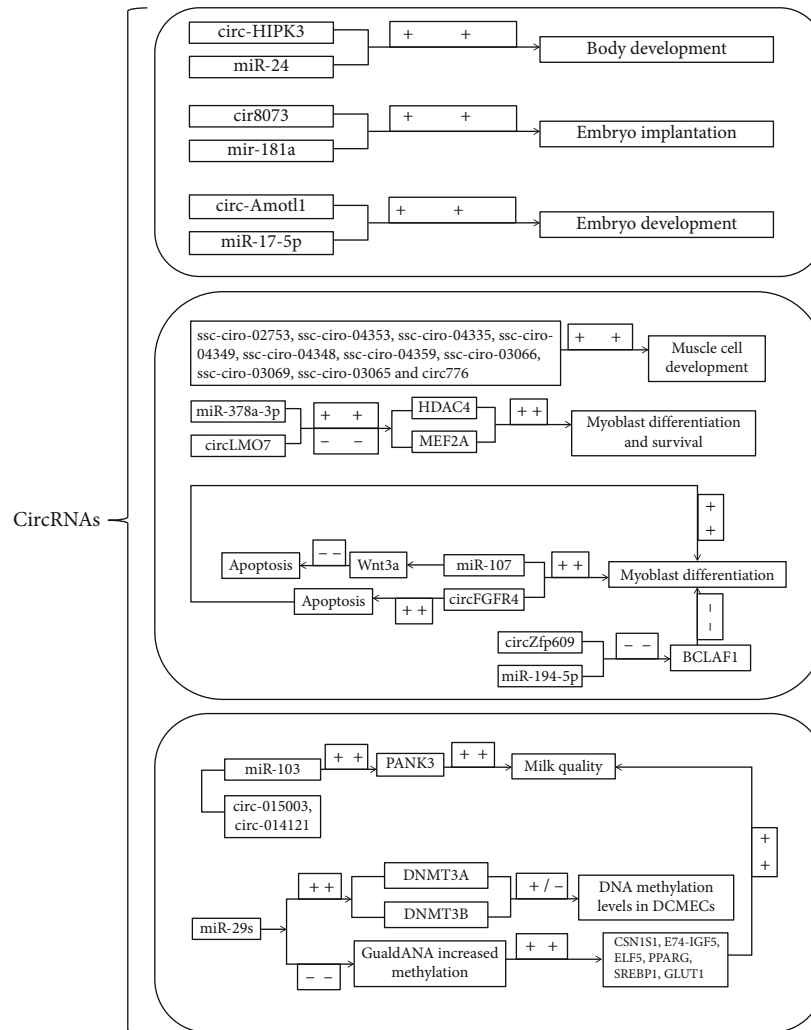 CircRNAs
circ-HIPK3
miR-24
+ +
Body development
cir8073
mir-181a
+ +
Embryo implantation
circ-Amotl1
miR-17-5p
+ +
Embryo development
ssc-ciro-02753, ssc-ciro-04353, ssc-ciro-04335, ssc-ciro-
04349, ssc-ciro-04348, ssc-ciro-04359, ssc-ciro-03066,
ssc-ciro-03069, ssc-ciro-03065 and circ776
+ +
Muscle cell
development
miR-378a-3p
circLMO7
+ +
– –
HDAC4
MEF2A
+ +
Myoblast differentiation
and survival
+
+
Apoptosis
– –
Wnt3a
miR-107
+ +
Myoblast differentiation
Apoptosis
+ +
circFGFR4
–
–
circZfp609
miR-194-5p
– –
BCLAF1
miR-103
+ +
PANK3
+ +
Milk quality
circ-015003,
circ-014121
+
+
miR-29s
+ +
DNMT3A
DNMT3B
+ / –
DNA methylation
levels in DCMECs
– –
GualdANA increased
methylation
+ +
CSN1S1, E74-IGF5,
ELF5, PPARG,
SREBP1, GLUT1